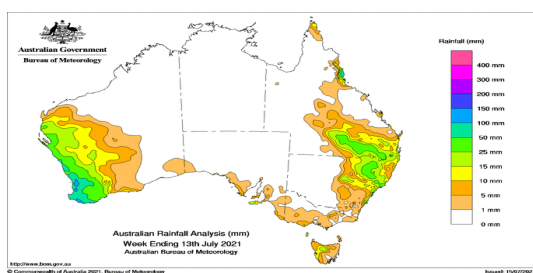 Australian Government
Bureau of Meteorology
Rainfall (mm)
400 mm
300 mm
200 mm
150 mm
100 mm
50 mm
25 mm
15 mm
10 mm
5 mm
1 mm
0 mm
Australian Rainfall Analysis (mm)
Week Ending 13th July 2021
Australian Bureau of Meteorology
http://www.bom.gov.au
© Commonwealth of Australia 2021, Bureau of Meteorology
Issued: